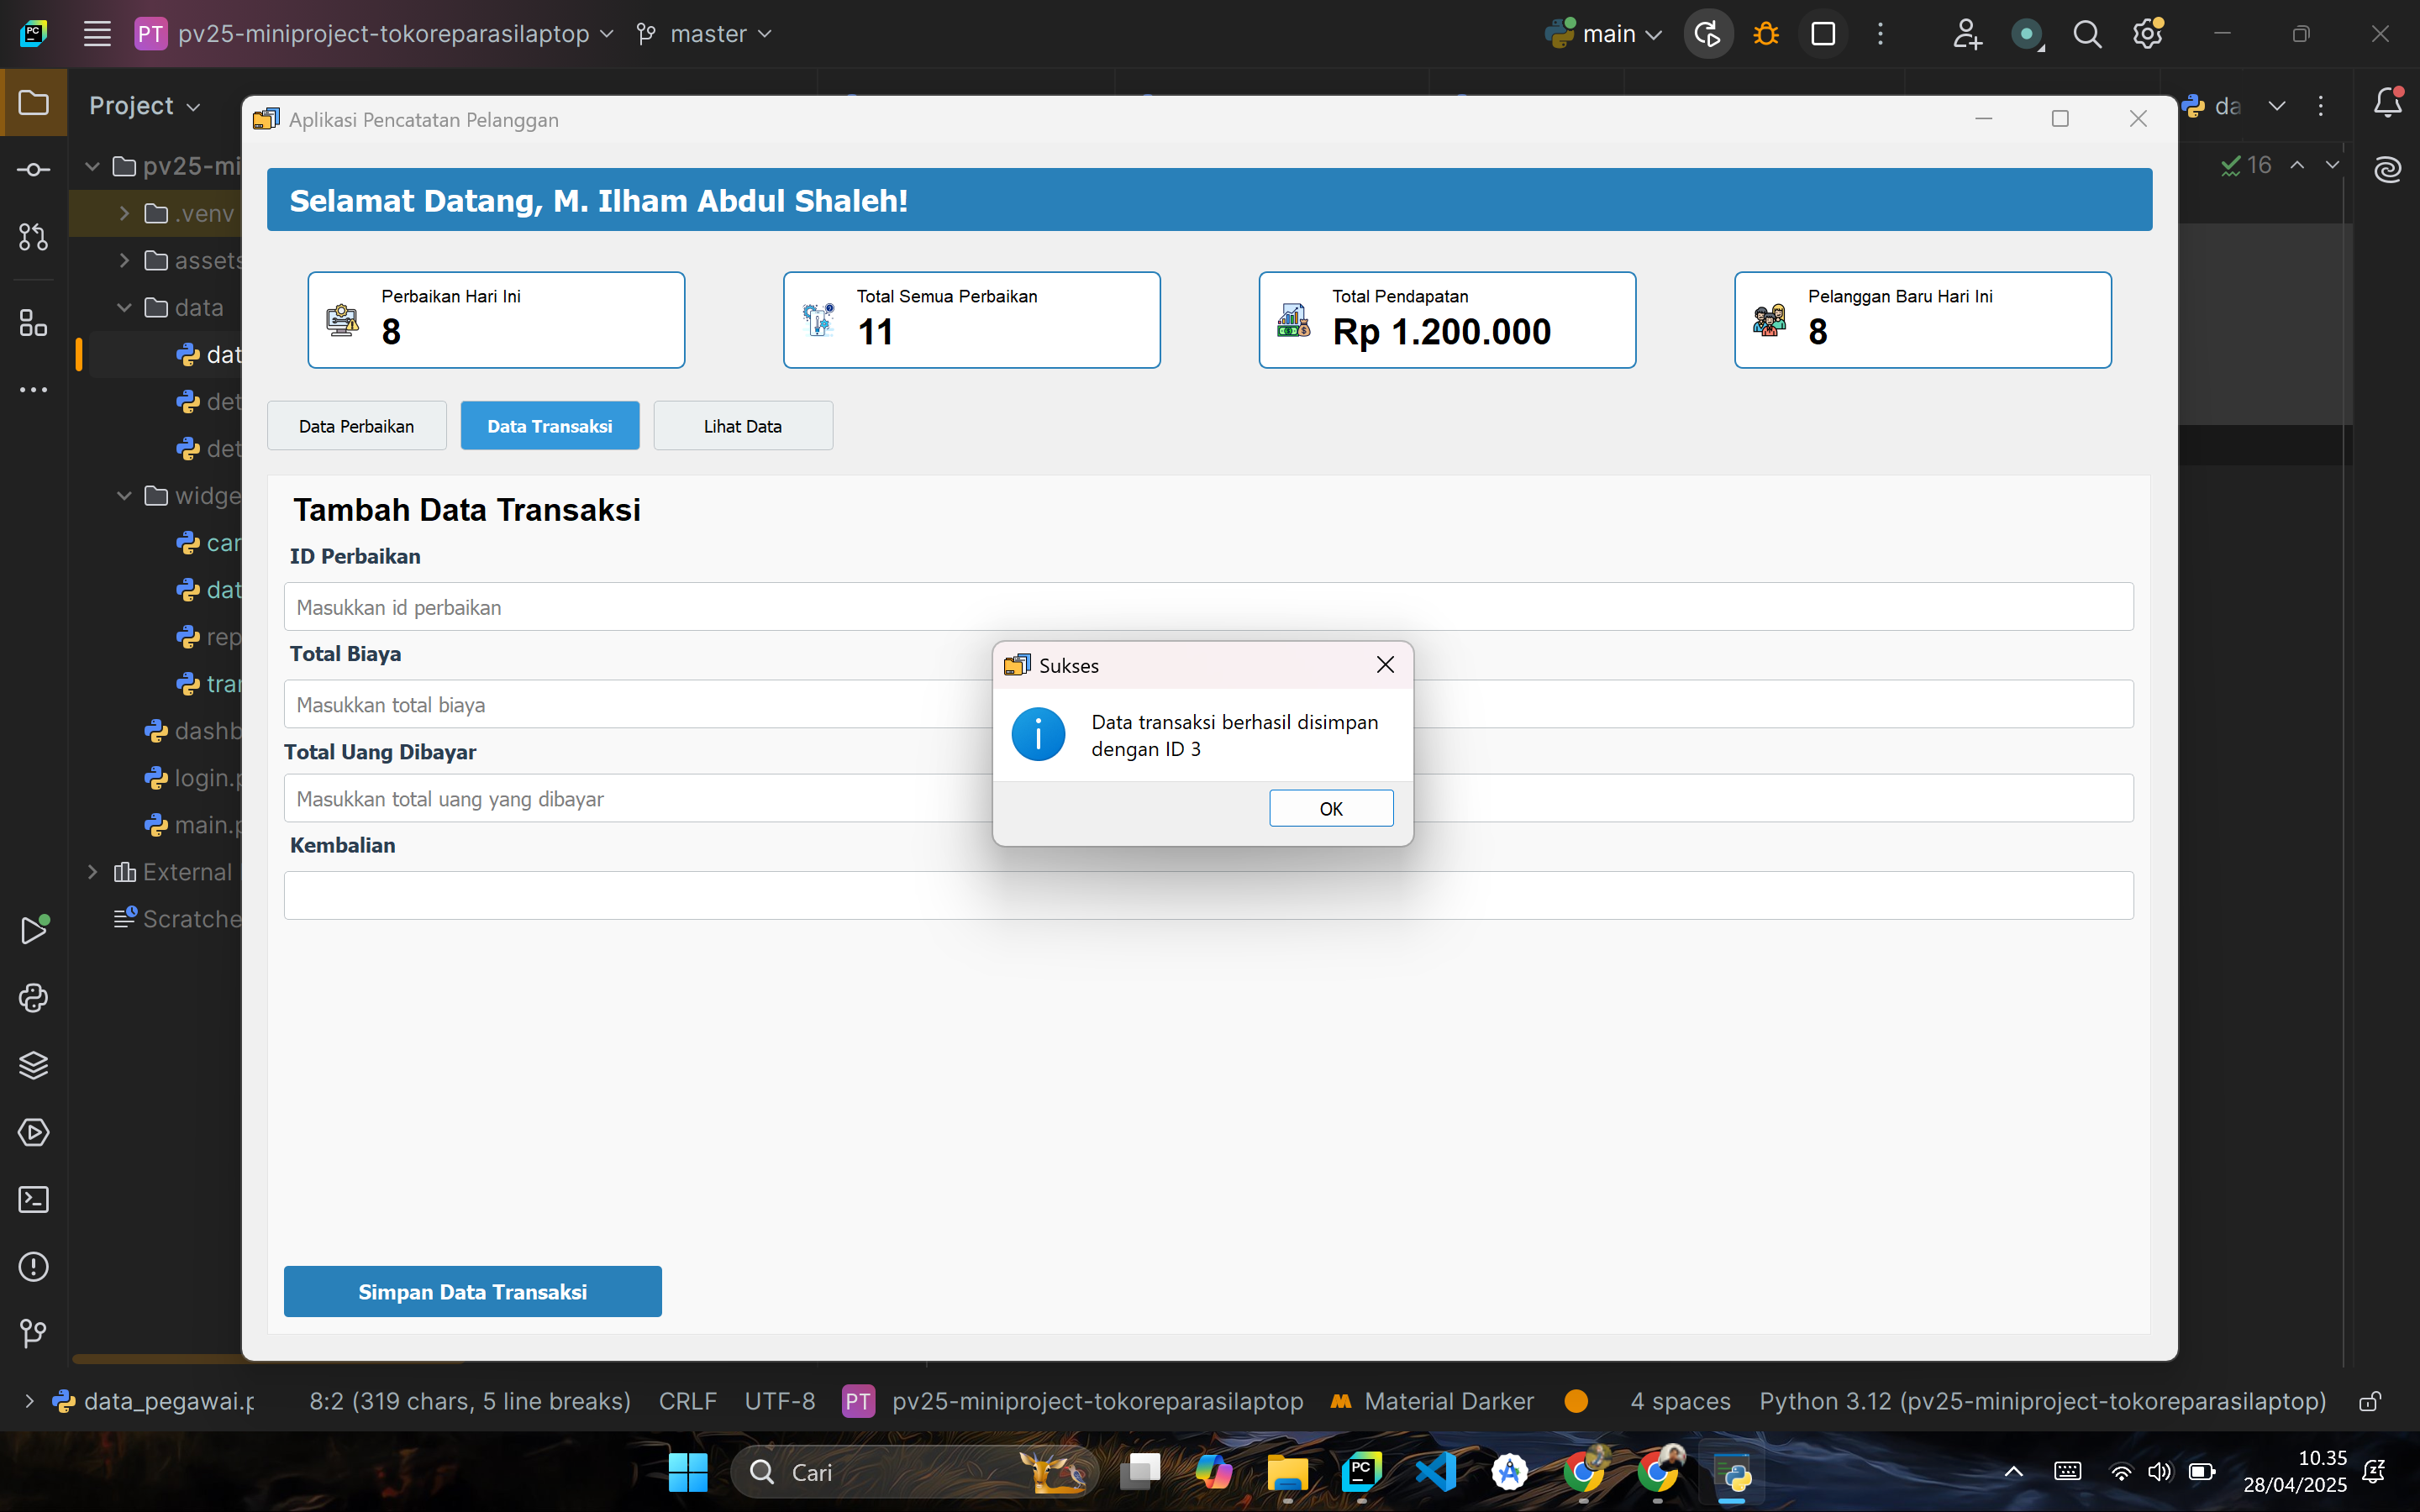 PC
PT pv25-miniproject-tokoreparasilaptop
master
main
Project
da
16
pv25-mi
.venv
assets
data
dat
det
det
widge
car
dat
rep
tran
dashb
login.p
main.p
External
Scratche
Aplikasi Pencatatan Pelanggan
Selamat Datang, M. Ilham Abdul Shaleh!
Perbaikan Hari Ini
8
Total Semua Perbaikan
11
Total Pendapatan
Rp 1.200.000
Pelanggan Baru Hari Ini
8
Data Perbaikan
Data Transaksi
Lihat Data
Tambah Data Transaksi
ID Perbaikan
Masukkan id perbaikan
Total Biaya
Masukkan total biaya
Total Uang Dibayar
Masukkan total uang yang dibayar
Kembalian
Simpan Data Transaksi
Sukses
Data transaksi berhasil disimpan
dengan ID 3
OK
data_pegawai.p
8:2 (319 chars, 5 line breaks)
CRLF
UTF-8
PT pv25-miniproject-tokoreparasilaptop
Material Darker
4 spaces
Python 3.12 (pv25-miniproject-tokoreparasilaptop)
Cari
PC
10.35
28/04/2025